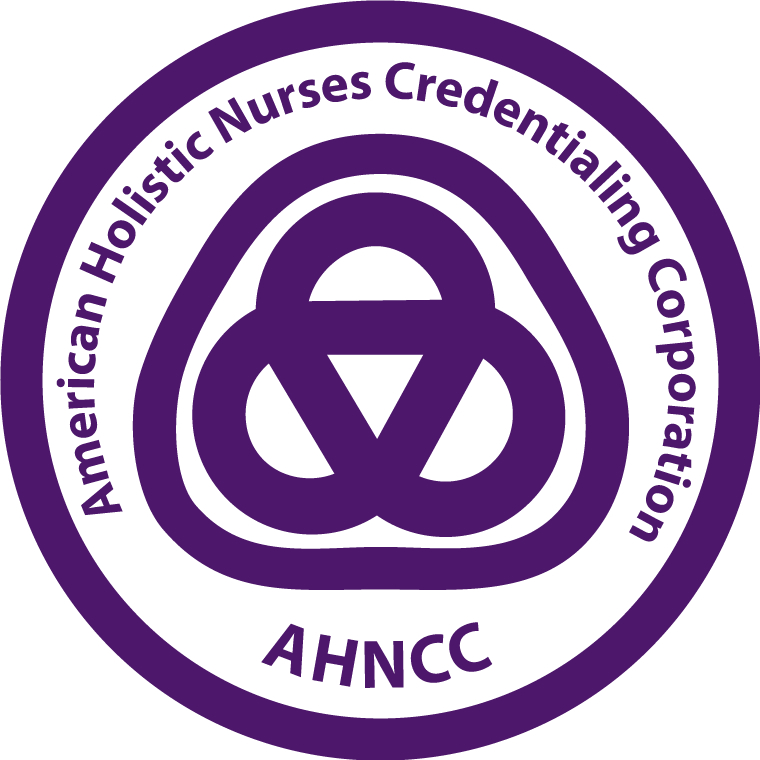 American Holistic Nurses Credentialing Corporation
AHNCC